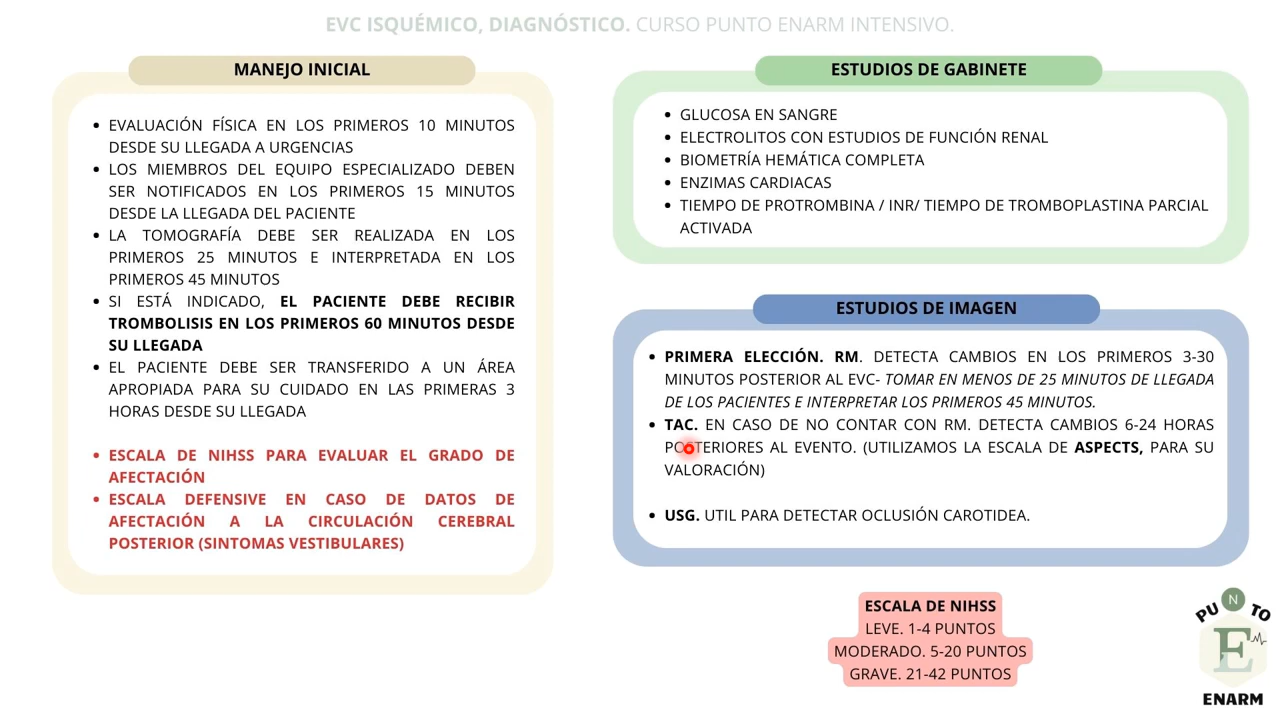 EVC ISQUÉMICO, DIAGNÓSTICO. CURSO PUNTO ENARM INTENSIVO.
MANEJO INICIAL
• EVALUACIÓN FÍSICA EN LOS PRIMEROS 10 MINUTOS
DESDE SU LLEGADA A URGENCIAS
• LOS MIEMBROS DEL EQUIPO ESPECIALIZADO DEBEN
SER NOTIFICADOS EN LOS PRIMEROS 15 MINUTOS
DESDE LA LLEGADA DEL PACIENTE
• LA TOMOGRAFÍA DEBE SER REALIZADA EN LOS
PRIMEROS 25 MINUTOS E INTERPRETADA EN LOS
PRIMEROS 45 MINUTOS
• SI ESTÁ INDICADO, EL PACIENTE DEBE RECIBIR
TROMBOLISIS EN LOS PRIMEROS 60 MINUTOS DESDE
SU LLEGADA
• EL PACIENTE DEBE SER TRANSFERIDO A UN ÁREA
APROPIADA PARA SU CUIDADO EN LAS PRIMERAS 3
HORAS DESDE SU LLEGADA
• ESCALA DE NIHSS PARA EVALUAR EL GRADO DE
AFECTACIÓN
• ESCALA DEFENSIVE EN CASO DE DATOS DE
AFECTACIÓN A LA CIRCULACIÓN CEREBRAL
POSTERIOR (SINTOMAS VESTIBULARES)
ESTUDIOS DE GABINETE
• GLUCOSA EN SANGRE
• ELECTROLITOS CON ESTUDIOS DE FUNCIÓN RENAL
• BIOMETRÍA HEMÁTICA COMPLETA
• ENZIMAS CARDIACAS
• TIEMPO DE PROTROMBINA / INR/ TIEMPO DE TROMBOPLASTINA PARCIAL
ACTIVADA
ESTUDIOS DE IMAGEN
• PRIMERA ELECCIÓN. RM. DETECTA CAMBIOS EN LOS PRIMEROS 3-30
MINUTOS POSTERIOR AL EVC- TOMAR EN MENOS DE 25 MINUTOS DE LLEGADA
DE LOS PACIENTES E INTERPRETAR LOS PRIMEROS 45 MINUTOS.
• TAC. EN CASO DE NO CONTAR CON RM. DETECTA CAMBIOS 6-24 HORAS
POSTERIORES AL EVENTO. (UTILIZAMOS LA ESCALA DE ASPECTS, PARA SU
VALORACIÓN)
• USG. UTIL PARA DETECTAR OCLUSIÓN CAROTIDEA.
ESCALA DE NIHSS
LEVE. 1-4 PUNTOS
MODERADO. 5-20 PUNTOS
GRAVE. 21-42 PUNTOS
PUNTO
E
ENARM